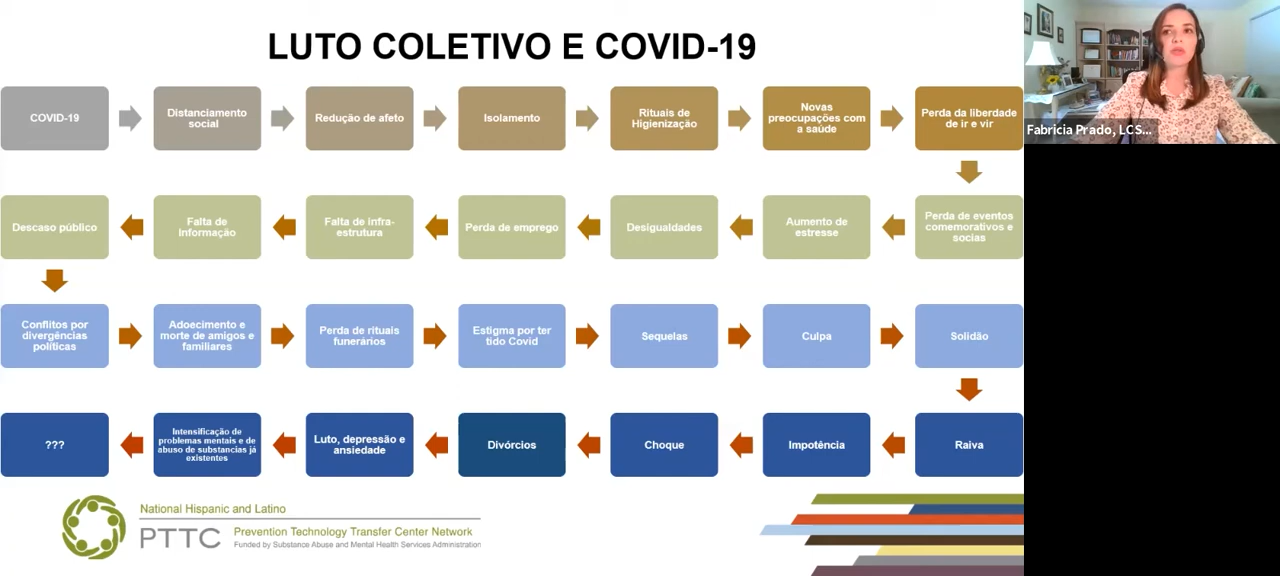 LUTO COLETIVO E COVID-19
COVID-19
Distanciamento
social
Redução de afeto
Isolamento
Rituais de
Higienização
Novas
preocupações com
a saúde
Perda da liberdade
de ir e vir
Descaso público
Falta de
Informação
Falta de infra-
estrutura
Perda de emprego
Desigualdades
Aumento de
estresse
Perda de eventos
comemorativos e
socias
Conflitos por
divergências
políticas
Adoecimento e
morte de amigos e
familiares
Perda de rituais
funerários
Estigma por ter
tido Covid
Sequelas
Culpa
Solidão
???
Intensificação de
problemas mentais e de
abuso de substancias já
existentes
Luto, depressão e
ansiedade
Divórcios
Choque
Impotência
Raiva
National Hispanic and Latino
PTTC
Prevention Technology Transfer Center Network
Funded by Substance Abuse and Mental Health Services Administration
Fabricia Prado, LCS...